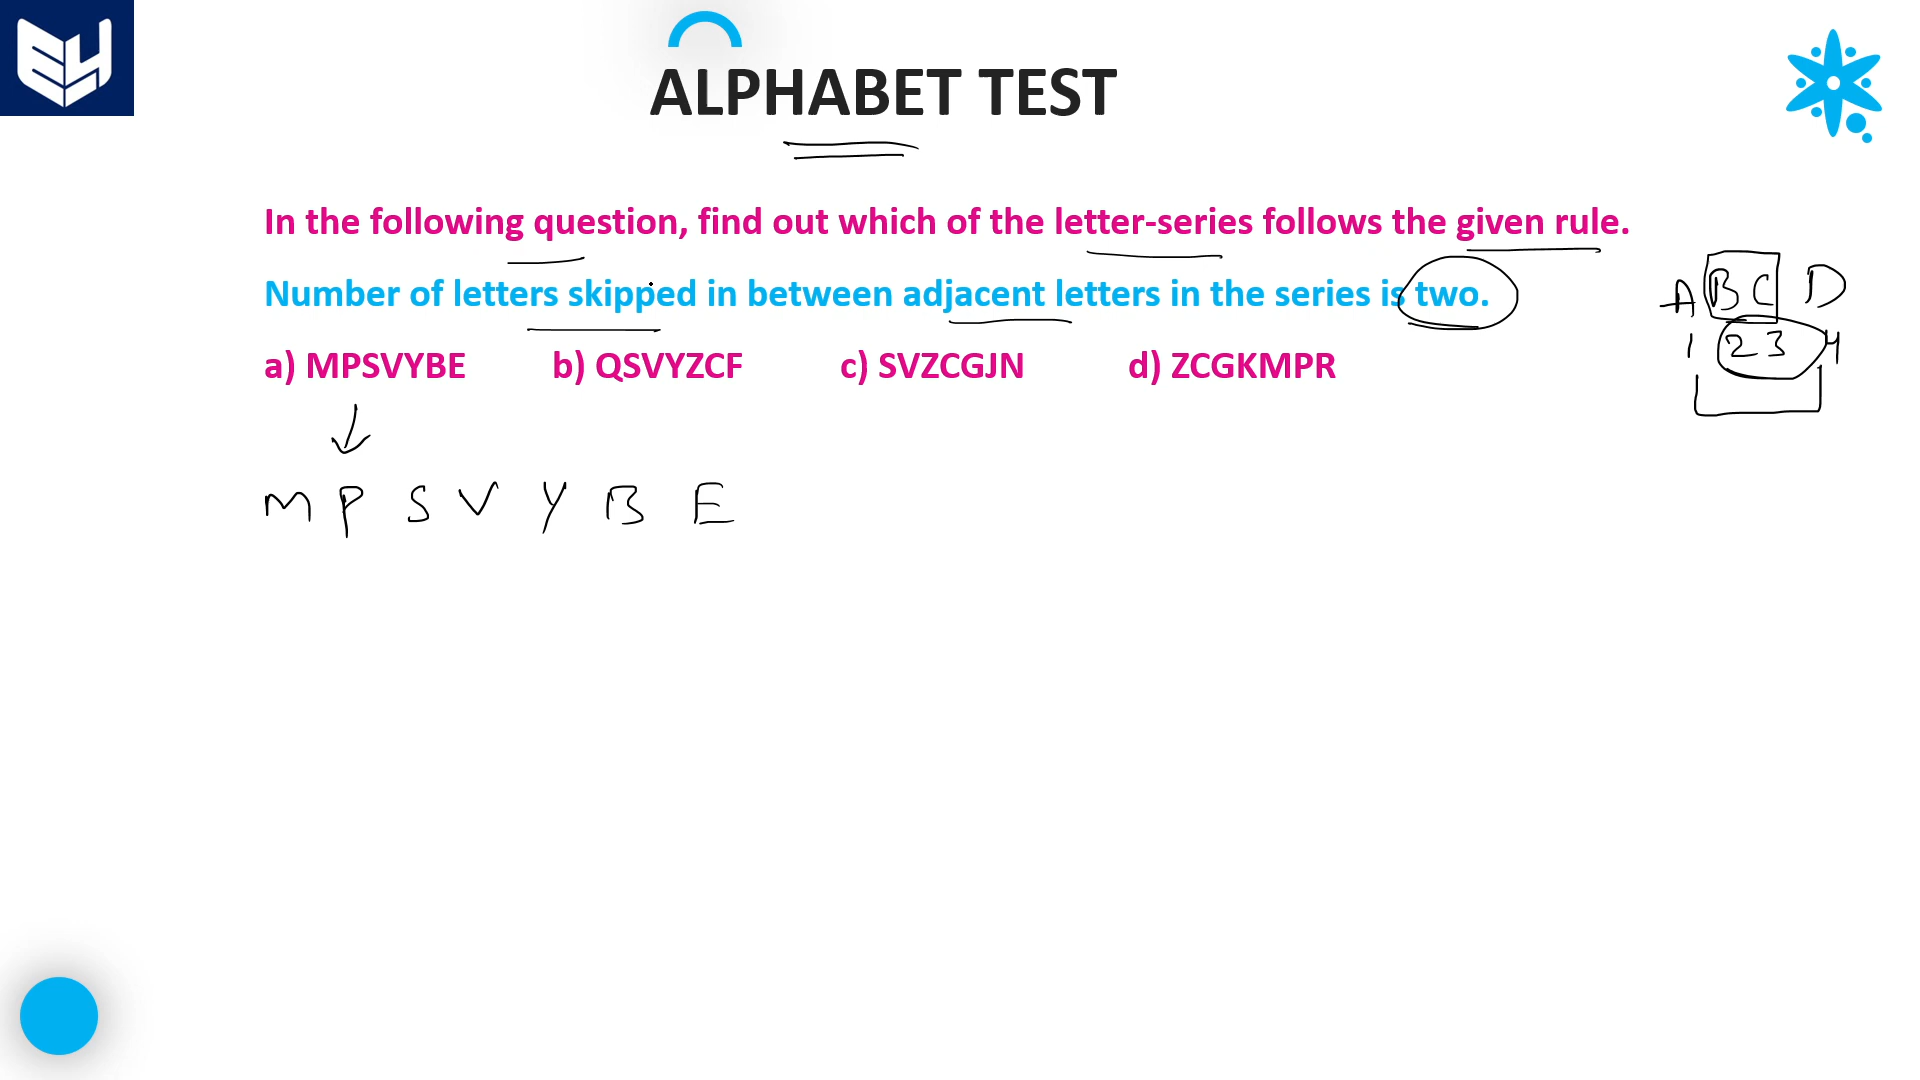 ALPHABET TEST
In the following question, find out which of the letter-series follows the given rule.
Number of letters skipped in between adjacent letters in the series is two.
A B C D
1 2 3 4
a) MPSVYBE b) QSVYZCF c) SVZCGJN d) ZCGKMPR
M P S V Y B E